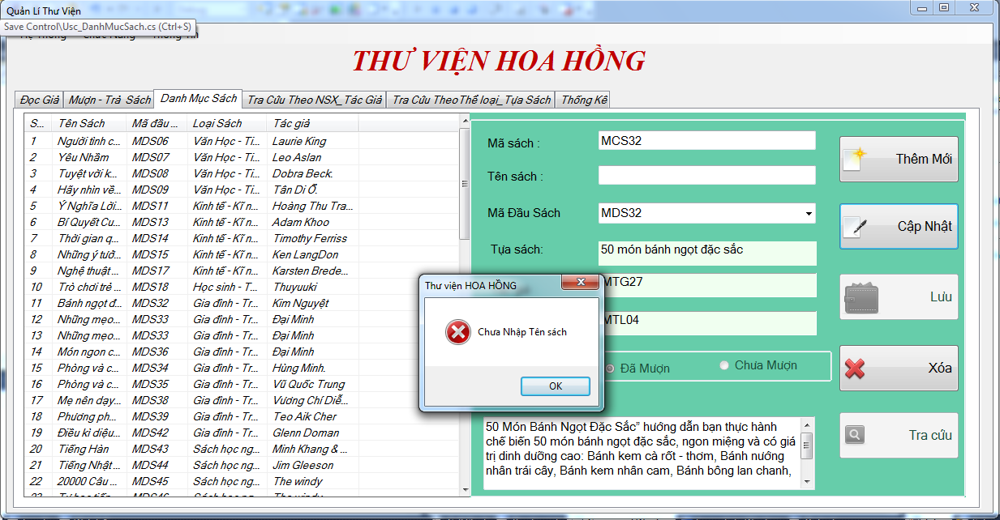 Quản Lí Thư Viện
Save Control\Usc_DanhMucSach.cs (Ctrl+S)
Hệ Thống Chức Năng Thông Tin
THƯ VIỆN HOA HỒNG
Đọc Giả Mượn - Trả Sách Danh Mục Sách Tra Cứu Theo NSX_Tác Giả Tra Cứu Theo Thể loại_Tựa Sách Thống Kê
S... Tên Sách Mã đầu ... Loại Sách Tác giả
1 Người tình c... MDS06 Văn Học - Ti... Laurie King
2 Yêu Nhầm MDS07 Văn Học - Ti... Leo Aslan
3 Tuyệt vời k... MDS08 Văn Học - Ti... Dobra Beck.
4 Hãy nhìn về... MDS09 Văn Học - Ti... Tân Di Ổ.
5 Ý Nghĩa Lời... MDS11 Kinh tế - Kĩ n... Hoàng Thu Tra...
6 Bí Quyết Cu... MDS13 Kinh tế - Kĩ n... Adam Khoo
7 Thời gian q... MDS14 Kinh tế - Kĩ n... Timothy Ferriss
8 Những ý tưở... MDS15 Kinh tế - Kĩ n... Ken LangDon
9 Nghệ thuật ... MDS17 Kinh tế - Kĩ n... Karsten Brede...
10 Trò chơi trẻ ... MDS18 Học sinh - T... Thuyuuki
11 Bánh ngọt đ... MDS32 Gia đình - Tr... Kim Nguyệt
12 Những mẹo... MDS33 Gia đình - Tr... Đại Minh
13 Những mẹo... MDS33 Gia đình - Tr... Đại Minh
14 Món ngon c... MDS36 Gia đình - Tr... Đại Minh
15 Phòng và c... MDS34 Gia đình - Tr... Hùng Minh.
16 Phòng và c... MDS35 Gia đình - Tr... Vũ Quốc Trung
17 Mẹ nên dạy... MDS38 Gia đình - Tr... Vương Chí Diễ...
18 Phương ph... MDS39 Gia đình - Tr... Teo Aik Cher
19 Điều kì diệu... MDS42 Gia đình - Tr... Glenn Doman
20 Tiếng Hàn MDS43 Sách học ng... Minh Khang & ...
21 Tiếng Nhật ... MDS44 Sách học ng... Jim Gleeson
22 20000 Câu ... MDS45 Sách học ng... The windy
23 Tự học tiến... MDS46 Sách học ng... The windy
Mã sách : MCS32
Tên sách :
Mã Đầu Sách MDS32
Tựa sách: 50 món bánh ngọt đặc sắc
MTG27
MTL04
Đã Mượn Chưa Mượn
50 Món Bánh Ngọt Đặc Sắc” hướng dẫn bạn thực hành
chế biến 50 món bánh ngọt đặc sắc, ngon miệng và có giá
trị dinh dưỡng cao: Bánh kem cà rốt - thơm, Bánh nướng
nhân trái cây, Bánh kem nhân cam, Bánh bông lan chanh,
Thêm Mới
Cập Nhật
Lưu
Xóa
Tra cứu
Thư viện HOA HỒNG
Chưa Nhập Tên sách
OK